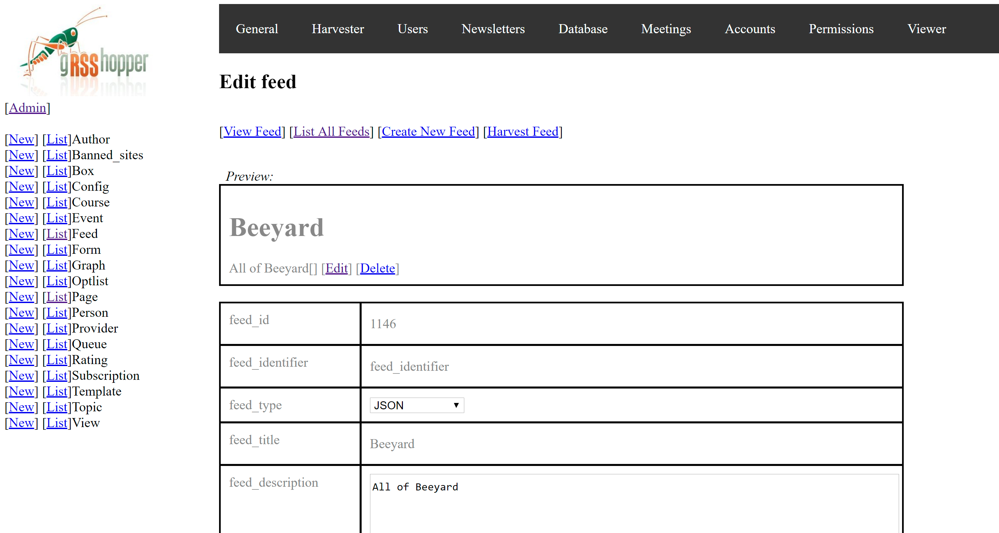 gRSShopper
[Admin]
[New] [List]Author
[New] [List]Banned_sites
[New] [List]Box
[New] [List]Config
[New] [List]Course
[New] [List]Event
[New] [List]Feed
[New] [List]Form
[New] [List]Graph
[New] [List]Optlist
[New] [List]Page
[New] [List]Person
[New] [List]Provider
[New] [List]Queue
[New] [List]Rating
[New] [List]Subscription
[New] [List]Template
[New] [List]Topic
[New] [List]View
General Harvester Users Newsletters Database Meetings Accounts Permissions Viewer
Edit feed
[View Feed] [List All Feeds] [Create New Feed] [Harvest Feed]
Preview:
Beeyard
All of Beeyard[] [Edit] [Delete]
feed_id 1146
feed_identifier feed_identifier
feed_type JSON
feed_title Beeyard
feed_description All of Beeyard